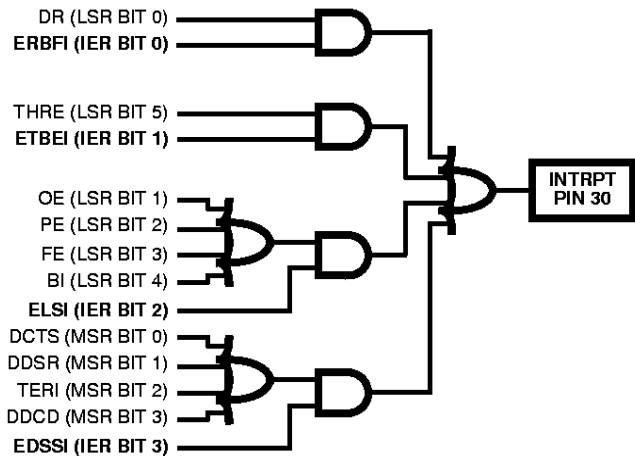 DR (LSR BIT 0)
ERBFI (IER BIT 0)
THRE (LSR BIT 5)
ETBEI (IER BIT 1)
OE (LSR BIT 1)
PE (LSR BIT 2)
FE (LSR BIT 3)
BI (LSR BIT 4)
ELSI (IER BIT 2)
DCTS (MSR BIT 0)
DDSR (MSR BIT 1)
TERI (MSR BIT 2)
DDCD (MSR BIT 3)
EDSSI (IER BIT 3)
INTRPT
PIN 30